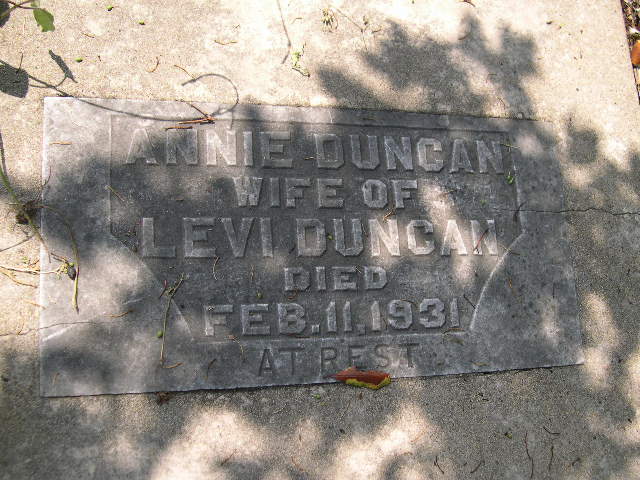 ANNIE DUNCAN
WIFE OF
LEVI DUNCAN
DIED
FEB. 11, 1931
AT REST